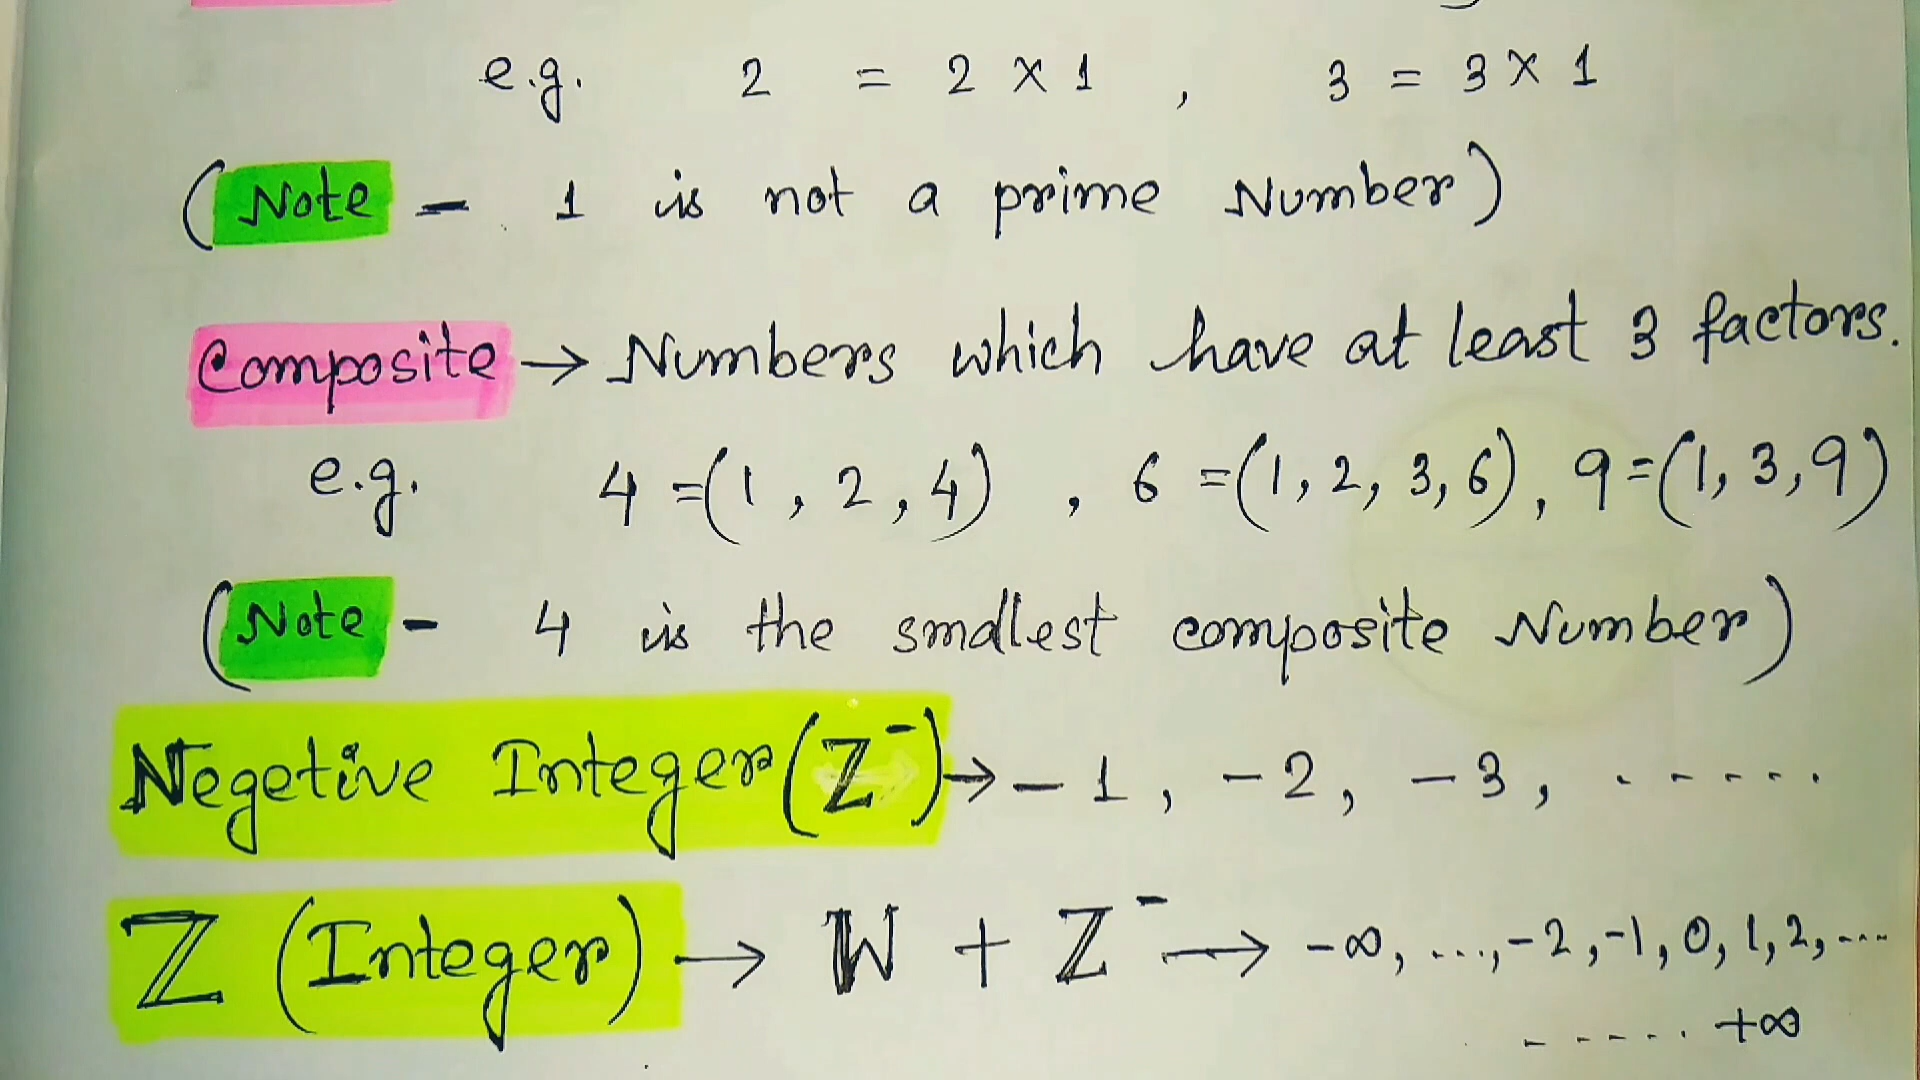 e.g. 2 = 2 × 1 , 3 = 3 × 1
(Note - 1 is not a prime Number)
Composite → Numbers which have at least 3 factors.
e.g. 4 =(1 , 2 , 4) , 6 =(1, 2, 3, 6), 9=(1, 3, 9)
(Note - 4 is the smallest composite Number)
Negetive Integer (Z⁻) → - 1 , - 2 , - 3 , ......
Z (Integer) → W + Z⁻ → -∞, ...,-2,-1,0,1,2,...
...... +∞